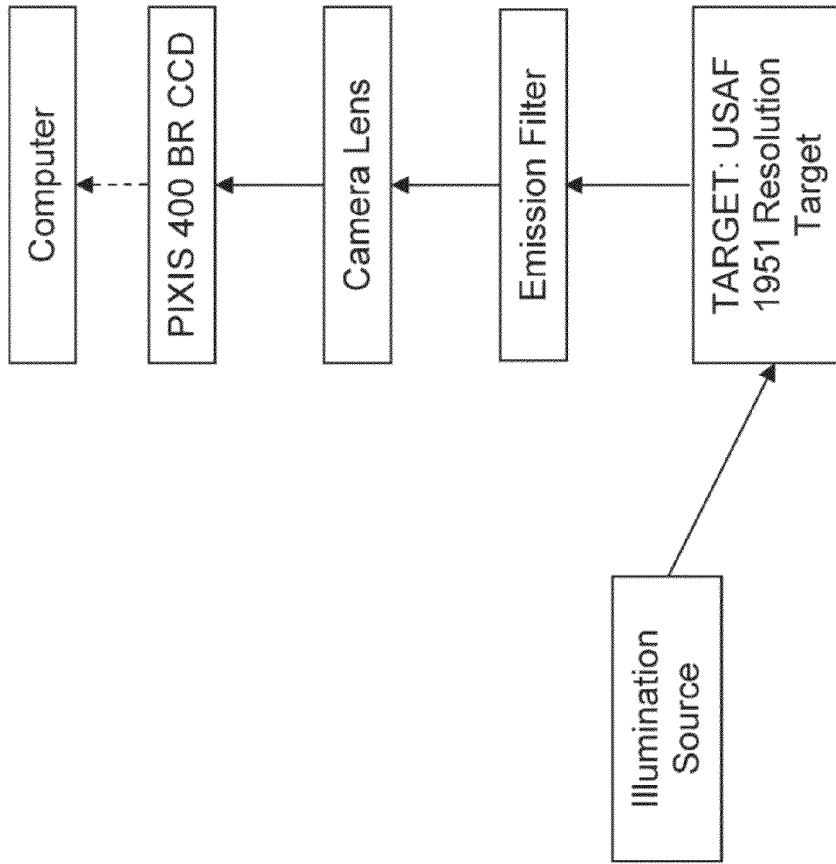 Computer
PIXIS 400 BR CCD
Camera Lens
Emission Filter
TARGET: USAF
1951 Resolution
Target
Illumination
Source